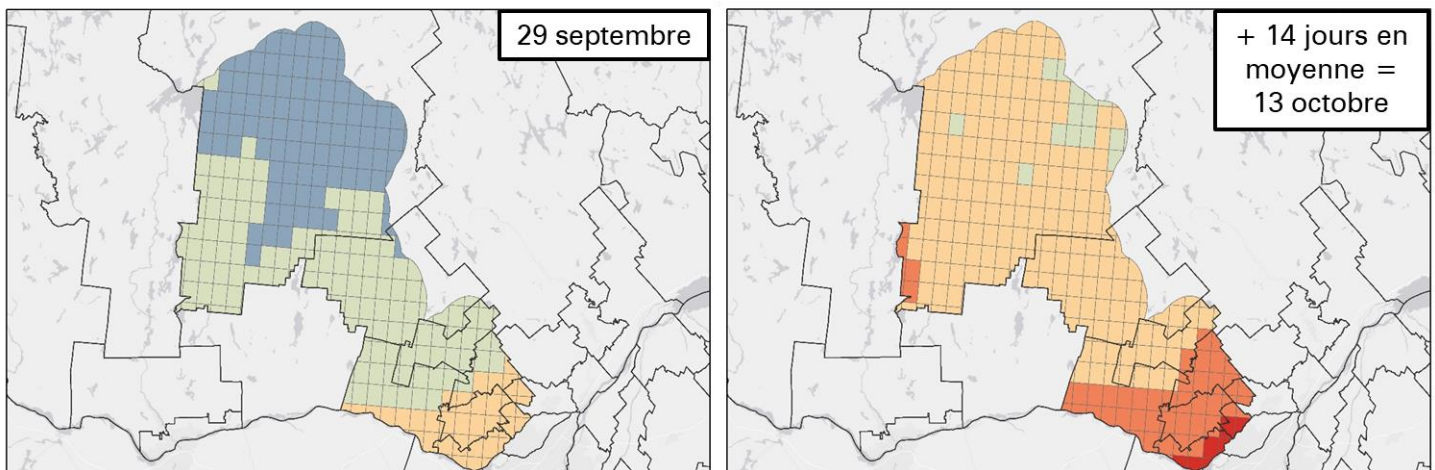 29 septembre
+ 14 jours en
moyenne =
13 octobre